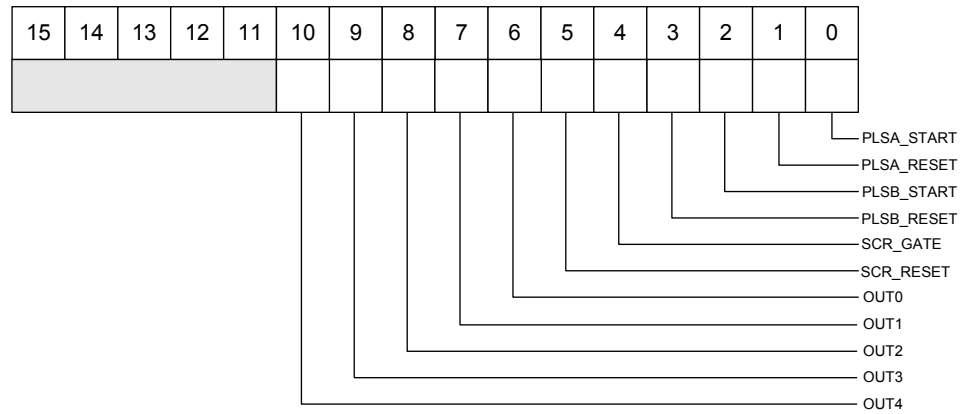 15 14 13 12 11 10 9 8 7 6 5 4 3 2 1 0
PLSA_START
PLSA_RESET
PLSB_START
PLSB_RESET
SCR_GATE
SCR_RESET
OUT0
OUT1
OUT2
OUT3
OUT4